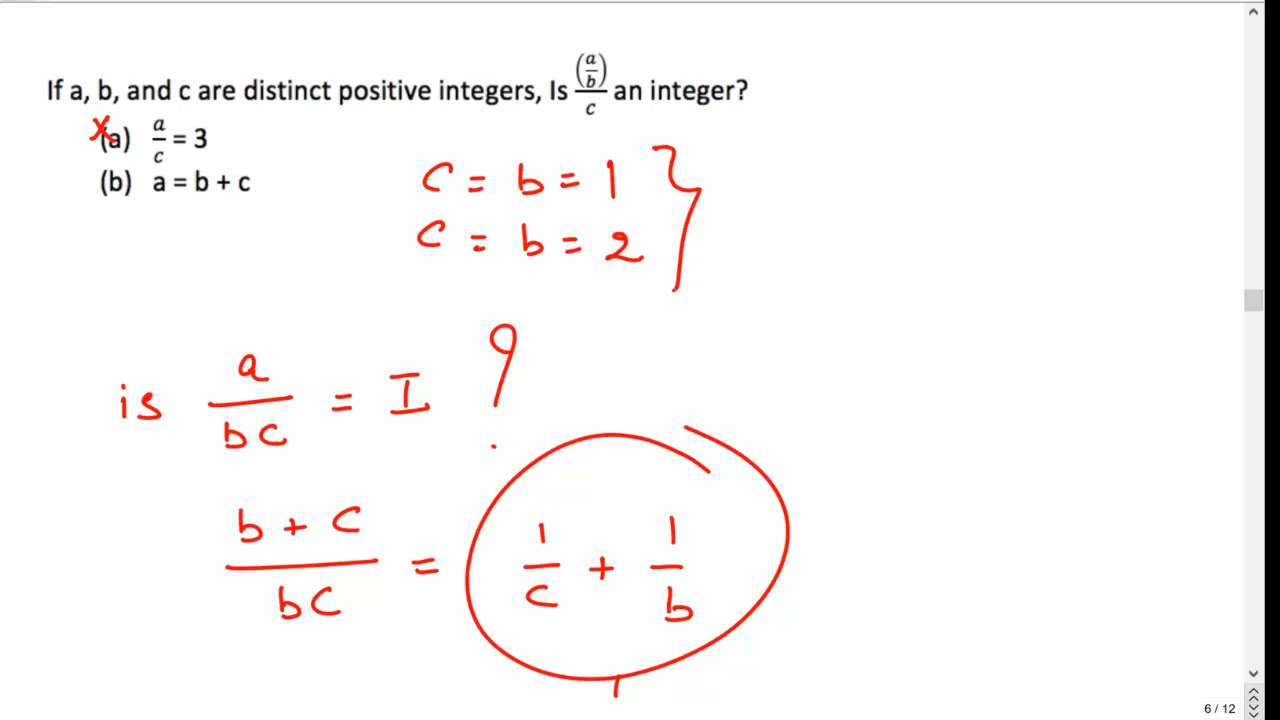 If a, b, and c are distinct positive integers, Is (a/b)/c an integer?
(a) a/c = 3
(b) a = b + c
c = b = 1
c = b = 2
is a/bc = I ?
b + c/bc = 1/c + 1/b
6 / 12